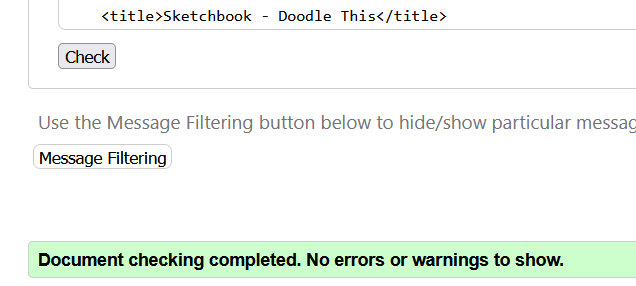 <title>Sketchbook - Doodle This</title>
Check
Use the Message Filtering button below to hide/show particular
Message Filtering
Document checking completed. No errors or warnings to show.